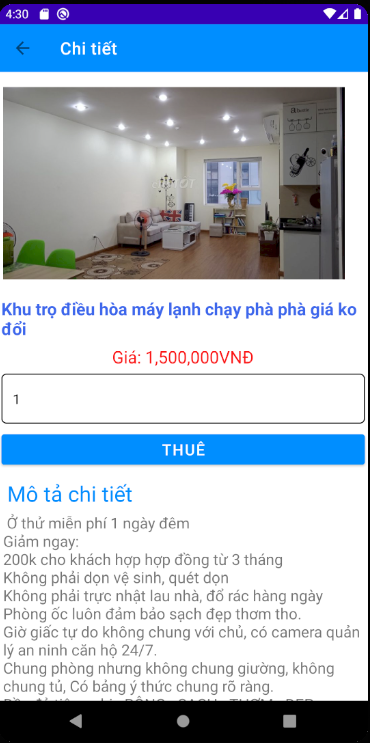 4:30
Chi tiết
Khu trọ điều hòa máy lạnh chạy phà phà giá ko
đổi
Giá: 1,500,000VNĐ
1
THUÊ
Mô tả chi tiết
Ở thử miễn phí 1 ngày đêm
Giảm ngay:
200k cho khách hợp hợp đồng từ 3 tháng
Không phải dọn vệ sinh, quét dọn
Không phải trực nhật lau nhà, đổ rác hàng ngày
Phòng ốc luôn đảm bảo sạch đẹp thơm tho.
Giờ giấc tự do không chung với chủ, có camera quản
lý an ninh căn hộ 24/7.
Chung phòng nhưng không chung giường, không
chung tủ, Có bảng ý thức chung rõ ràng.